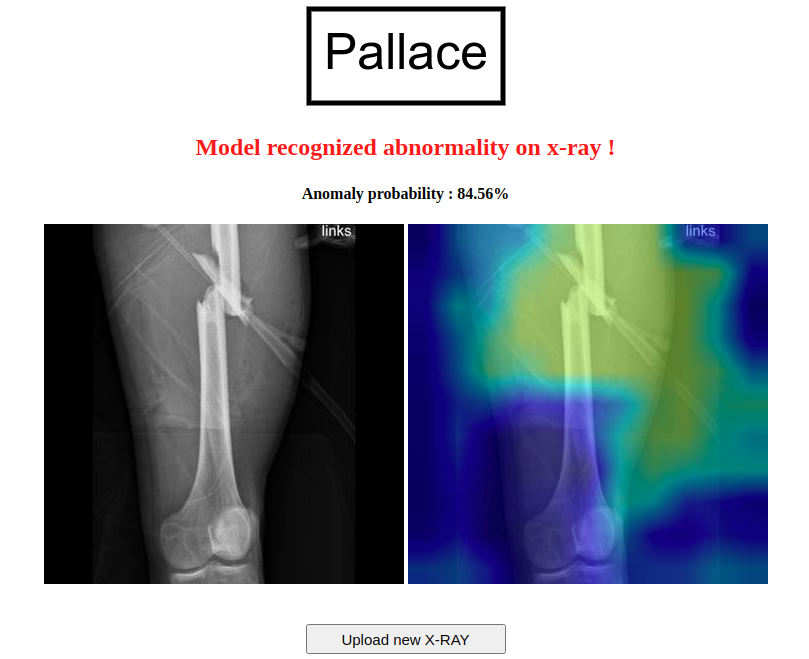 Pallace
Model recognized abnormality on x-ray !
Anomaly probability : 84.56%
links
links
Upload new X-RAY